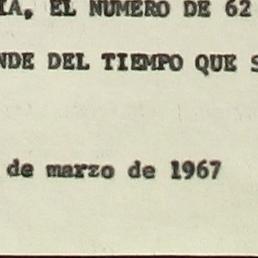 IA, EL NUMERO DE 62
NDE DEL TIEMPO QUE S
de marzo de 1967